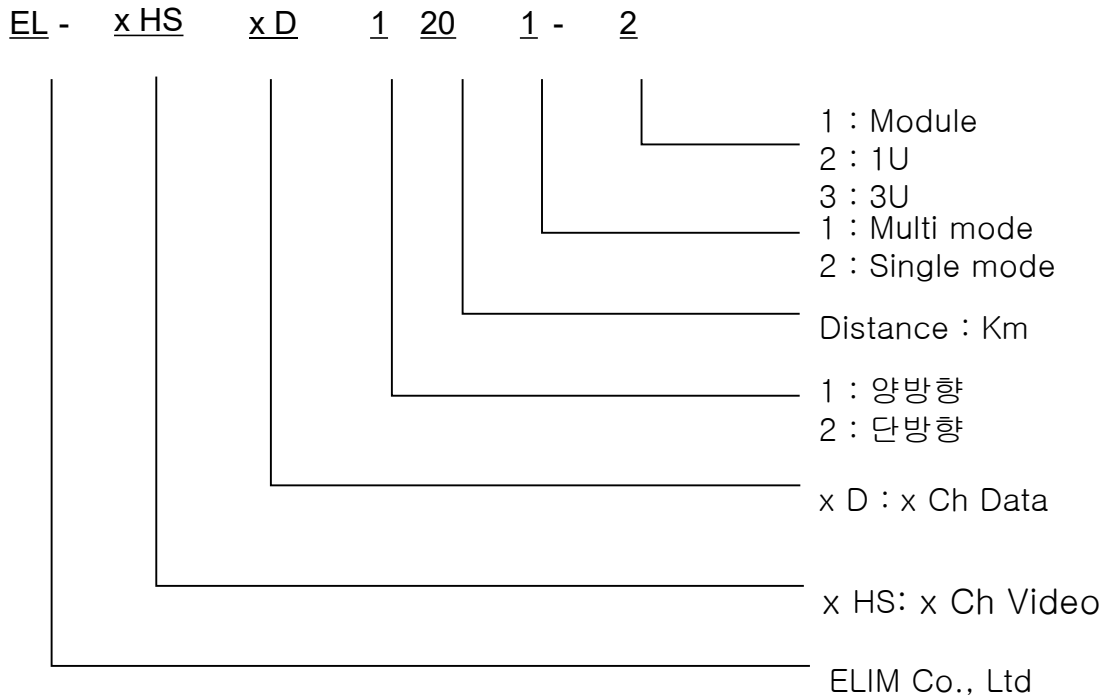 EL - x HS x D 1 20 1 - 2
1 : Module
2 : 1U
3 : 3U
1 : Multi mode
2 : Single mode
Distance : Km
1 : 양방향
2 : 단방향
x D : x Ch Data
x HS: x Ch Video
ELIM Co., Ltd